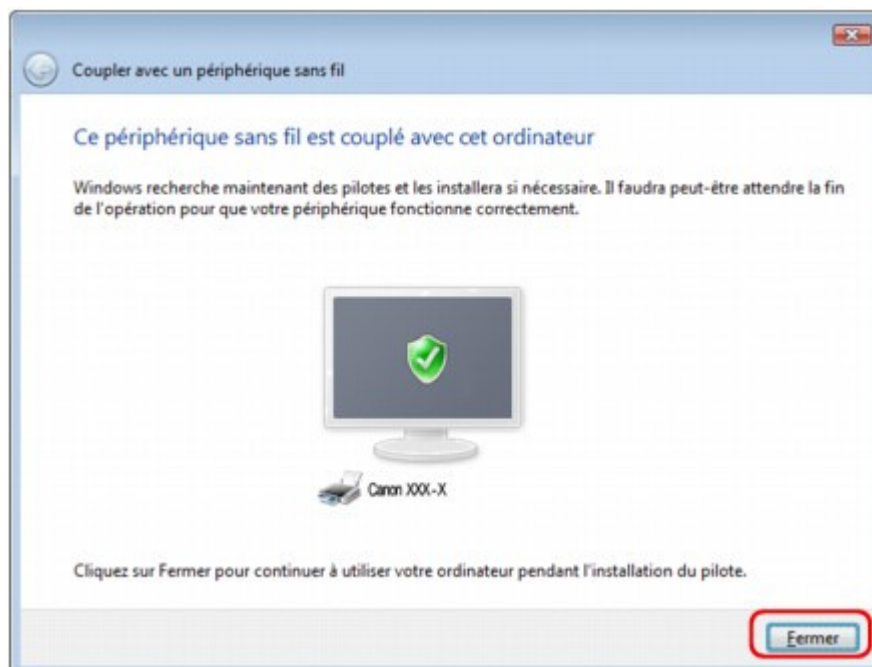 Coupler avec un périphérique sans fil
Ce périphérique sans fil est couplé avec cet ordinateur
Windows recherche maintenant des pilotes et les installera si nécessaire. Il faudra peut-être attendre la fin
de l'opération pour que votre périphérique fonctionne correctement.
Canon XXX-X
Cliquez sur Fermer pour continuer à utiliser votre ordinateur pendant l'installation du pilote.
Fermer